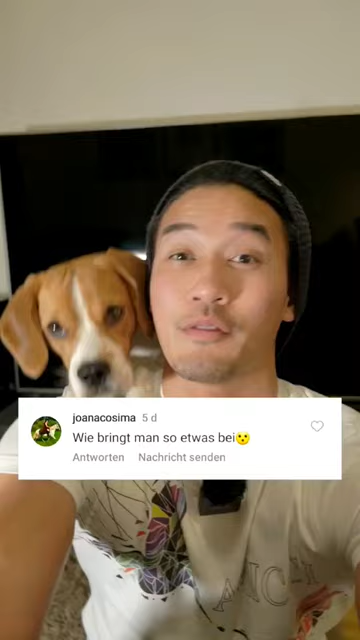 joanacosima 5 d
Wie bringt man so etwas bei😯
Antworten Nachricht senden